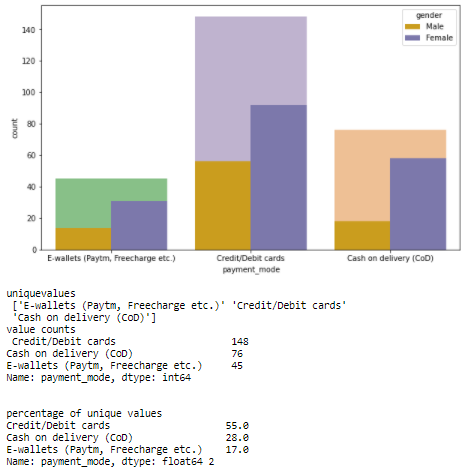 gender
Male
Female
140
120
100
80
60
40
20
0
count
E-wallets (Paytm, Freecharge etc.) Credit/Debit cards Cash on delivery (CoD)
payment_mode
uniquevalues
['E-wallets (Paytm, Freecharge etc.)' 'Credit/Debit cards'
'Cash on delivery (CoD)']
value counts
Credit/Debit cards 148
Cash on delivery (CoD) 76
E-wallets (Paytm, Freecharge etc.) 45
Name: payment_mode, dtype: int64
percentage of unique values
Credit/Debit cards 55.0
Cash on delivery (CoD) 28.0
E-wallets (Paytm, Freecharge etc.) 17.0
Name: payment_mode, dtype: float64 2